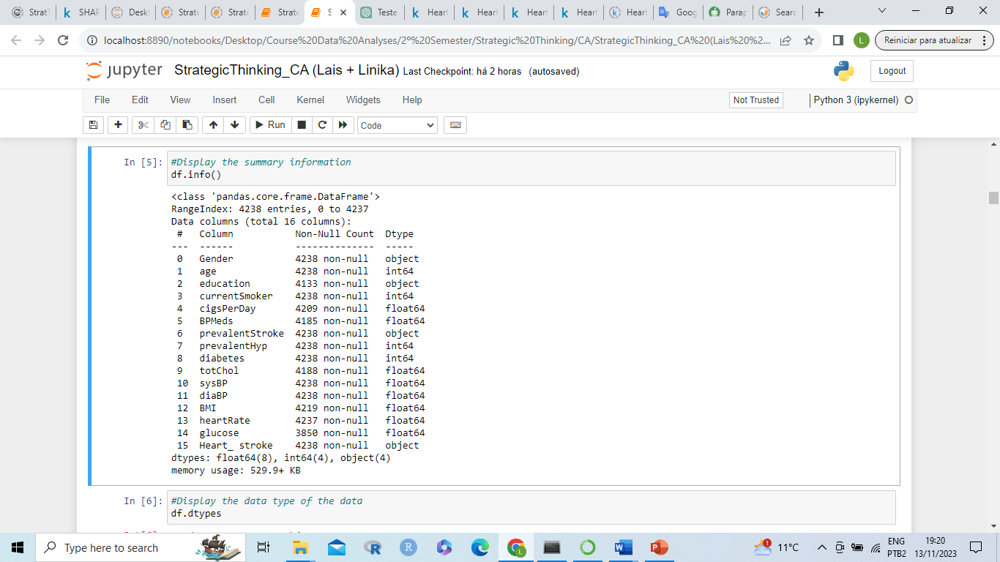 StratT
SHAP
Deskt
Strate
Strate
Strate
S
Teste
Heart
Heart
Heart
Heart
Heart
Goog
Parap
Searc
localhost:8890/notebooks/Desktop/Course%20Data%20Analyses/2º%20Semester/Strategic%20Thinking/CA/StrategicThinking_CA%20(Lais%20%2...
L
Reiniciar para atualizar
jupyter StrategicThinking_CA (Lais + Linika) Last Checkpoint: há 2 horas (autosaved)
Logout
File Edit View Insert Cell Kernel Widgets Help
Not Trusted
Python 3 (ipykernel)
Run
Code
In [5]: #Display the summary information
df.info()
<class 'pandas.core.frame.DataFrame'>
RangeIndex: 4238 entries, 0 to 4237
Data columns (total 16 columns):
# Column Non-Null Count Dtype
--- ------ -------------- -----
0 Gender 4238 non-null object
1 age 4238 non-null int64
2 education 4133 non-null object
3 currentSmoker 4238 non-null int64
4 cigsPerDay 4209 non-null float64
5 BPMeds 4185 non-null float64
6 prevalentStroke 4238 non-null object
7 prevalentHyp 4238 non-null int64
8 diabetes 4238 non-null int64
9 totChol 4188 non-null float64
10 sysBP 4238 non-null float64
11 diaBP 4238 non-null float64
12 BMI 4219 non-null float64
13 heartRate 4237 non-null float64
14 glucose 3850 non-null float64
15 Heart_ stroke 4238 non-null object
dtypes: float64(8), int64(4), object(4)
memory usage: 529.9+ KB
In [6]: #Display the data type of the data
df.dtypes
Type here to search
1
11°C
ENG
PTB2
19:20
13/11/2023